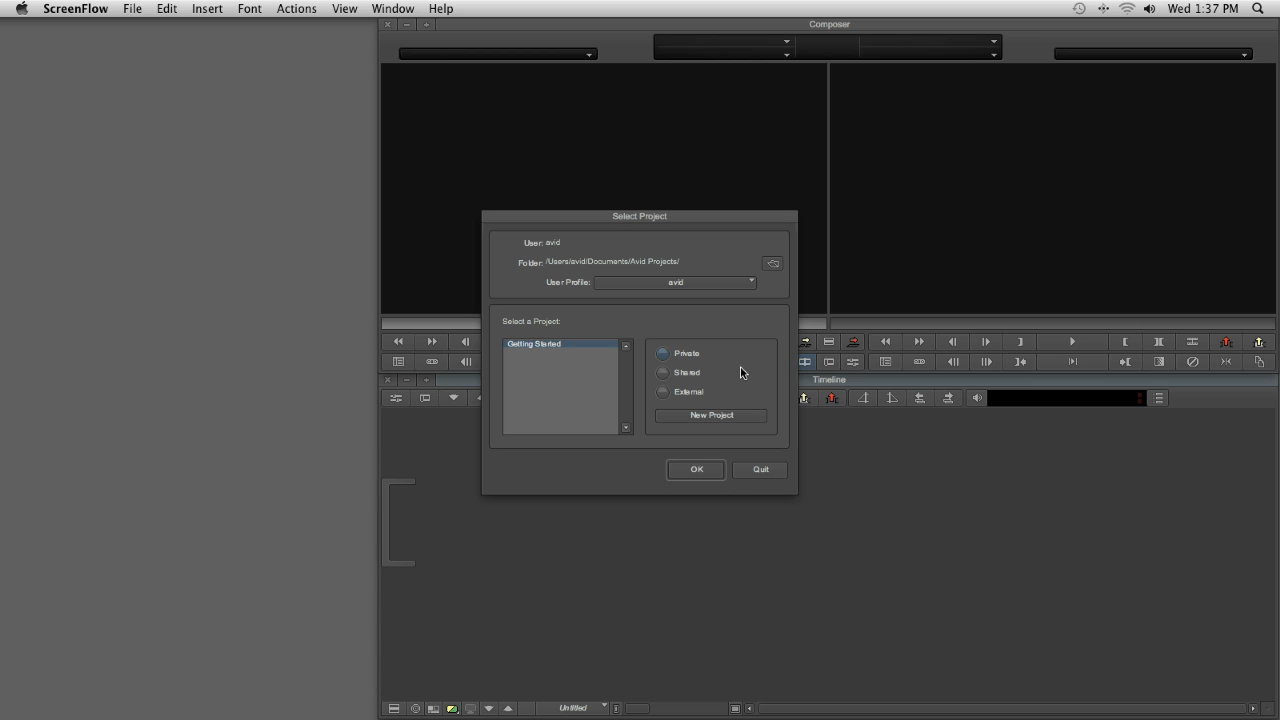 ScreenFlow File Edit Insert Font Actions View Window Help Wed 1:37 PM
Composer
Select Project
User: avid
Folder: /Users/avid/Documents/Avid Projects/
User Profile: avid
Select a Project:
Getting Started
Private
Shared
External
New Project
OK Quit
Timeline
Untitled